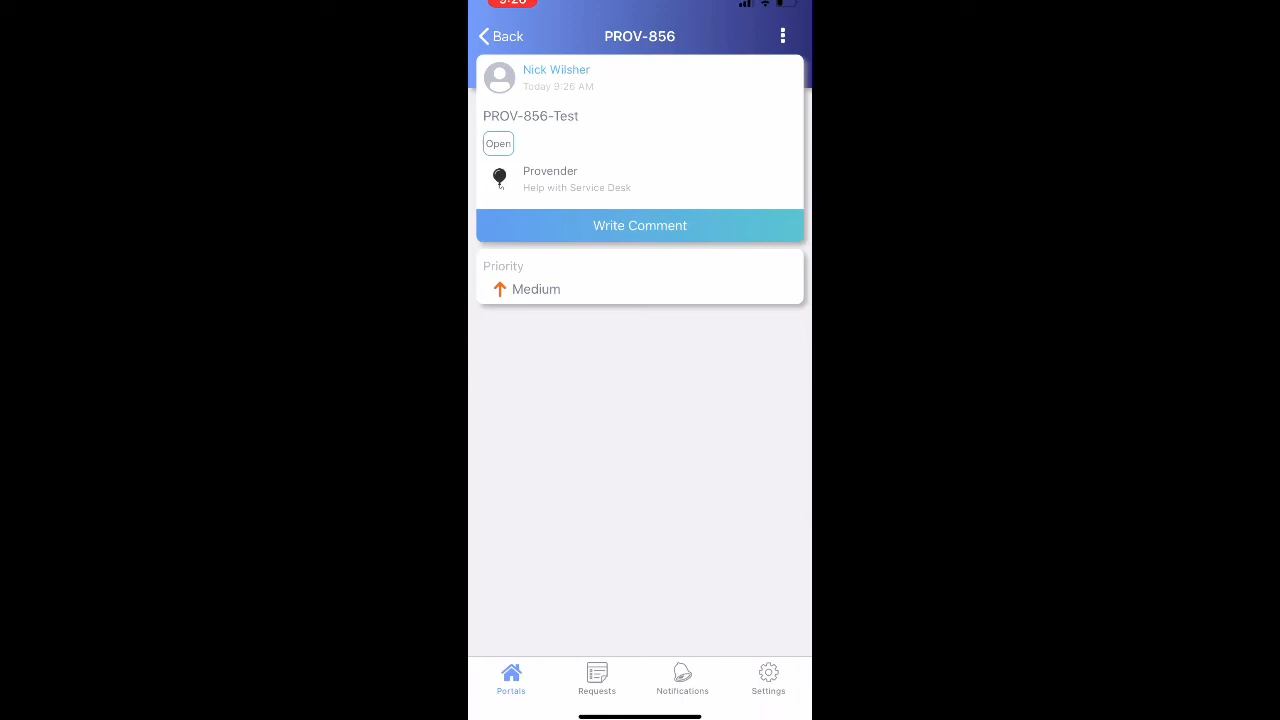 Back
PROV-856
Nick Wilsher
Today 9:26 AM
PROV-856-Test
Open
Provender
Help with Service Desk
Write Comment
Priority
Medium
Portals
Requests
Notifications
Settings